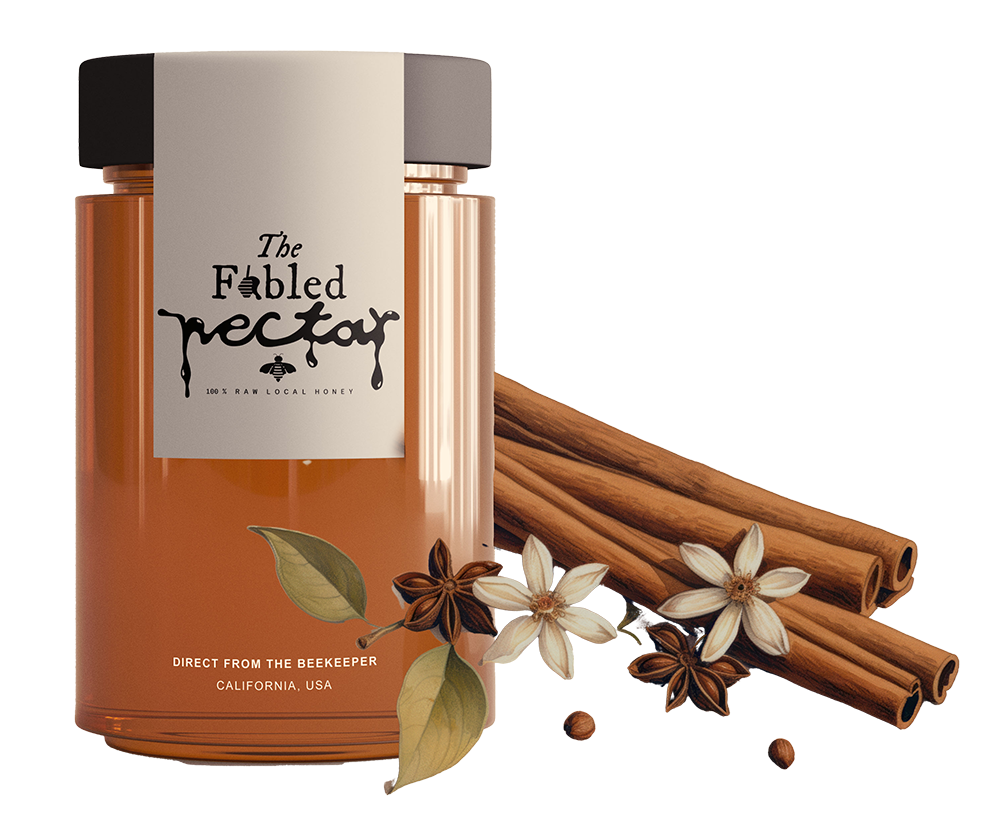 The
Fabled
nectar
100% RAW LOCAL HONEY
DIRECT FROM THE BEEKEEPER
CALIFORNIA, USA